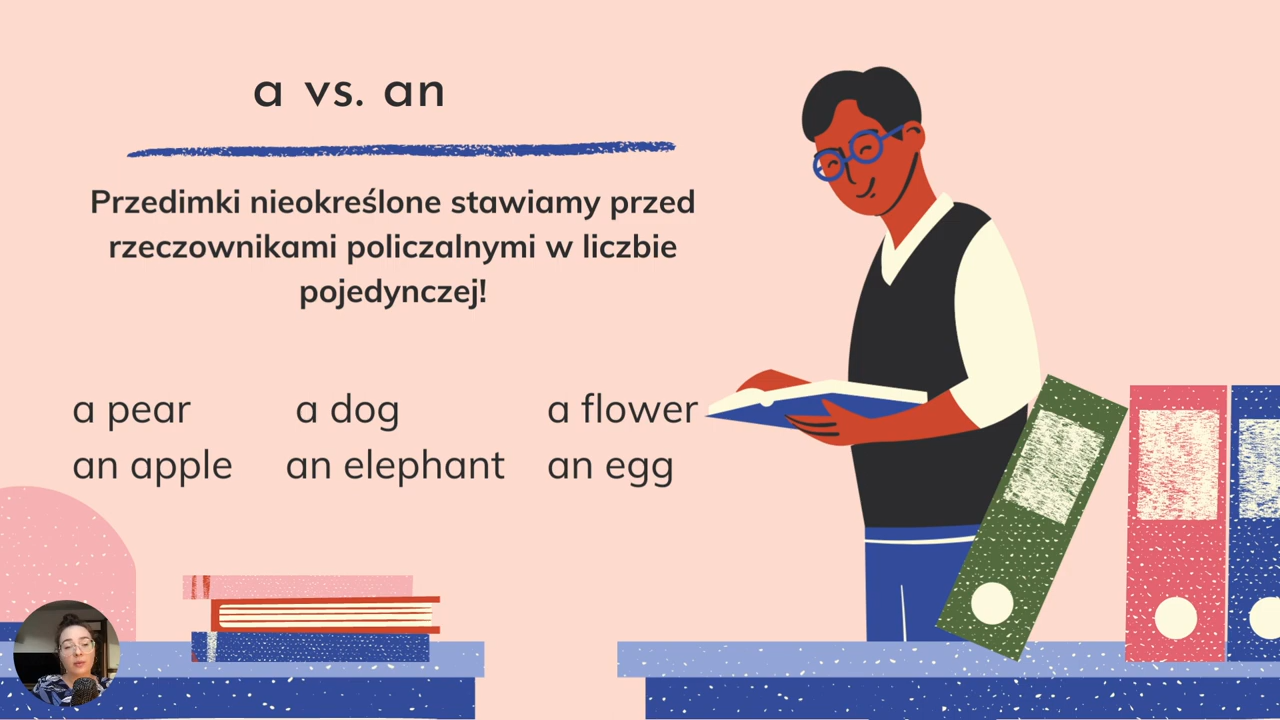 a vs. an
Przedimki nieokreślone stawiamy przed
rzeczownikami policzalnymi w liczbie
pojedynczej!
a pear a dog a flower
an apple an elephant an egg